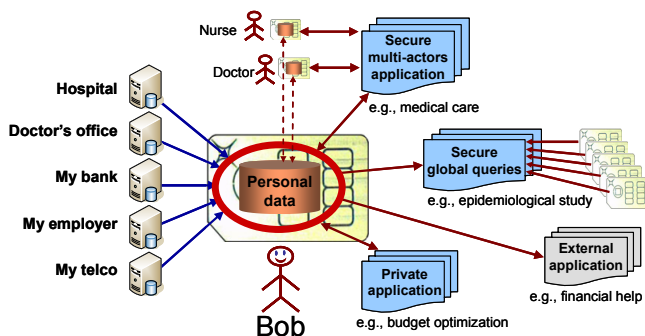 Nurse
Doctor
Secure
multi-actors
application
e.g., medical care
Hospital
Doctor's office
My bank
My employer
My telco
Personal
data
Secure
global queries
e.g., epidemiological study
External
application
e.g., financial help
Private
application
e.g., budget optimization
Bob